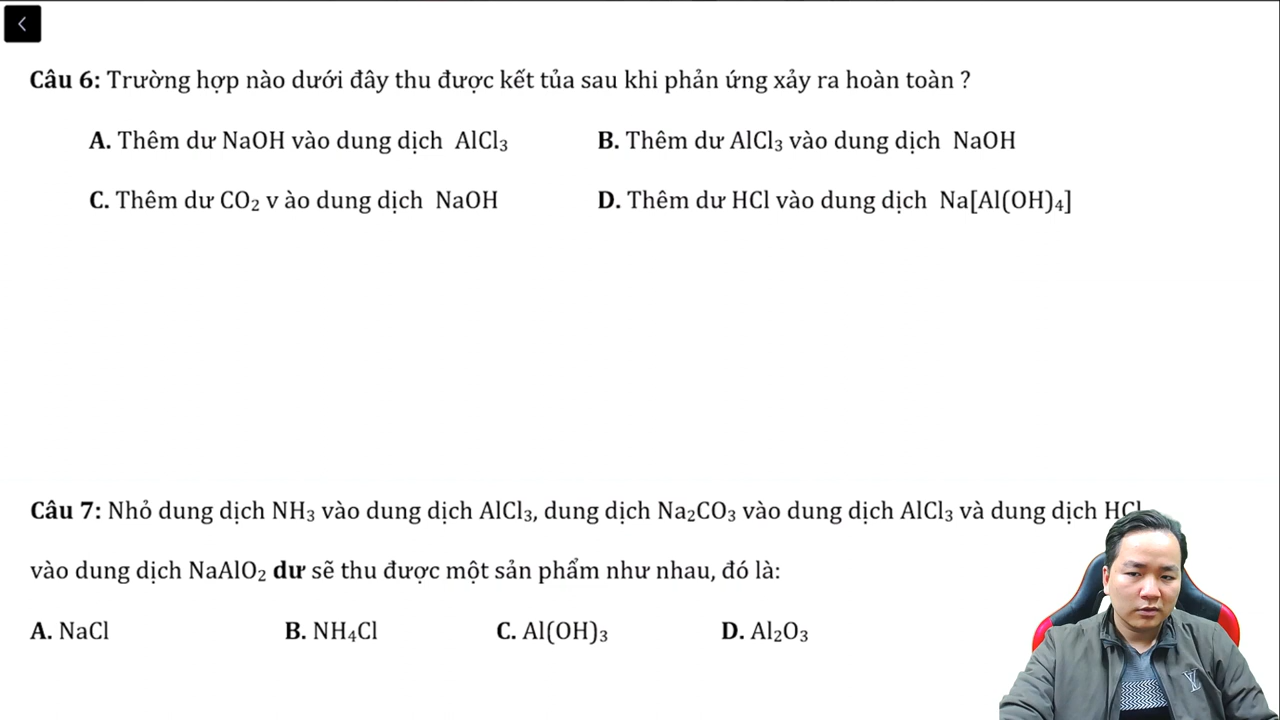 Câu 6: Trường hợp nào dưới đây thu được kết tủa sau khi phản ứng xảy ra hoàn toàn ?
A. Thêm dư NaOH vào dung dịch AlCl₃ B. Thêm dư AlCl₃ vào dung dịch NaOH
C. Thêm dư CO₂ v ào dung dịch NaOH D. Thêm dư HCl vào dung dịch Na[Al(OH)₄]
Câu 7: Nhỏ dung dịch NH₃ vào dung dịch AlCl₃, dung dịch Na₂CO₃ vào dung dịch AlCl₃ và dung dịch HCl
vào dung dịch NaAlO₂ dư sẽ thu được một sản phẩm như nhau, đó là:
A. NaCl B. NH₄Cl C. Al(OH)₃ D. Al₂O₃